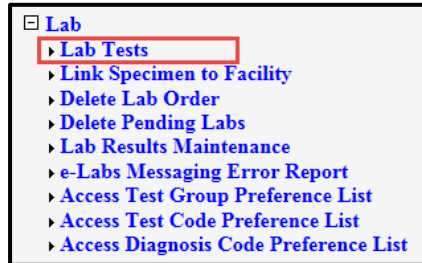 Lab
Lab Tests
Link Specimen to Facility
Delete Lab Order
Delete Pending Labs
Lab Results Maintenance
e-Labs Messaging Error Report
Access Test Group Preference List
Access Test Code Preference List
Access Diagnosis Code Preference List